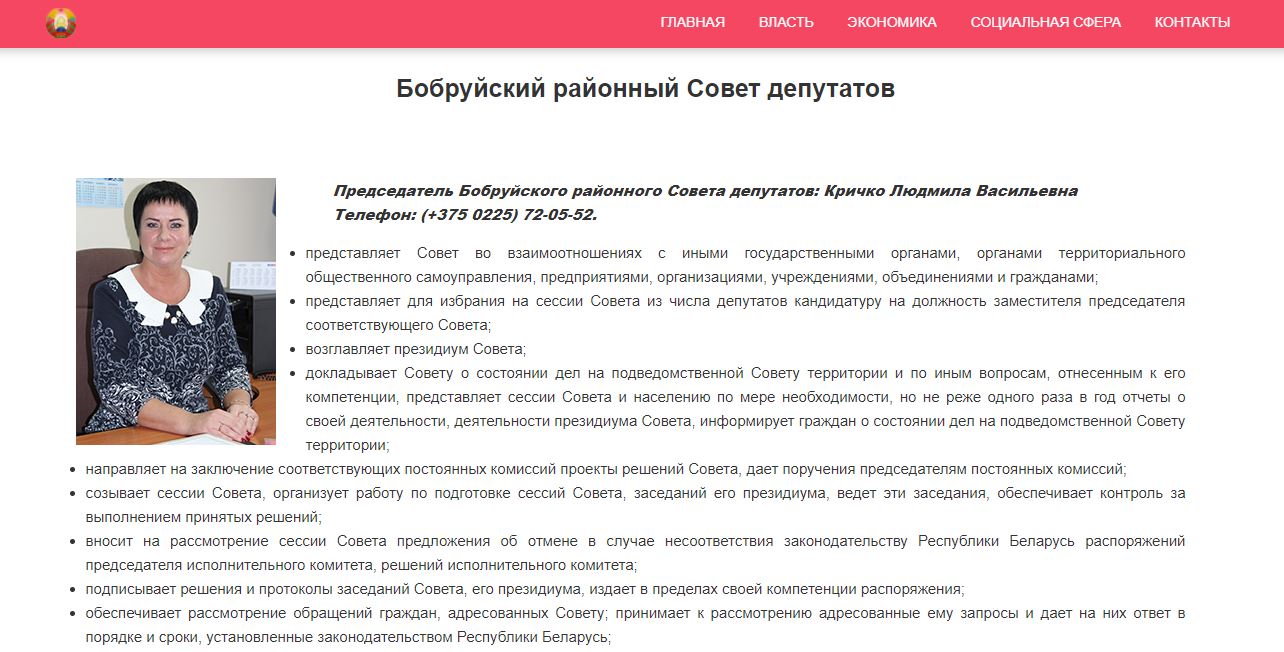 ГЛАВНАЯ ВЛАСТЬ ЭКОНОМИКА СОЦИАЛЬНАЯ СФЕРА КОНТАКТЫ
Бобруйский районный Совет депутатов
Председатель Бобруйского районного Совета депутатов: Кричко Людмила Васильевна
Телефон: (+375 0225) 72-05-52.
• представляет Совет во взаимоотношениях с иными государственными органами, органами территориального
общественного самоуправления, предприятиями, организациями, учреждениями, объединениями и гражданами;
• представляет для избрания на сессии Совета из числа депутатов кандидатуру на должность заместителя председателя
соответствующего Совета;
• возглавляет президиум Совета;
• докладывает Совету о состоянии дел на подведомственной Совету территории и по иным вопросам, отнесенным к его
компетенции, представляет сессии Совета и населению по мере необходимости, но не реже одного раза в год отчеты о
своей деятельности, деятельности президиума Совета, информирует граждан о состоянии дел на подведомственной Совету
территории;
• направляет на заключение соответствующих постоянных комиссий проекты решений Совета, дает поручения председателям постоянных комиссий;
• созывает сессии Совета, организует работу по подготовке сессий Совета, заседаний его президиума, ведет эти заседания, обеспечивает контроль за
выполнением принятых решений;
• вносит на рассмотрение сессии Совета предложения об отмене в случае несоответствия законодательству Республики Беларусь распоряжений
председателя исполнительного комитета, решений исполнительного комитета;
• подписывает решения и протоколы заседаний Совета, его президиума, издает в пределах своей компетенции распоряжения;
• обеспечивает рассмотрение обращений граждан, адресованных Совету; принимает к рассмотрению адресованные ему запросы и дает на них ответ в
порядке и сроки, установленные законодательством Республики Беларусь;